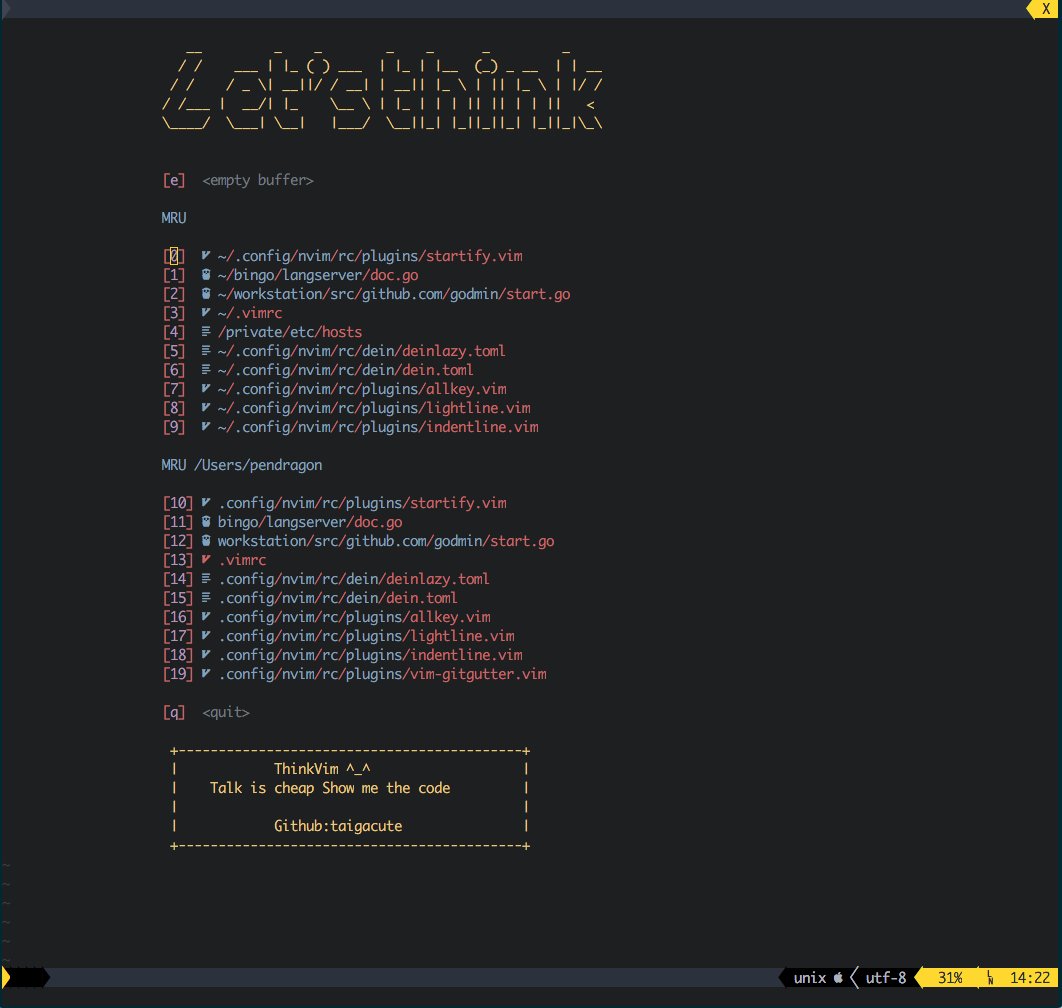 X
Let'sthink
[e] <empty buffer>
MRU
[0] ~/.config/nvim/rc/plugins/startify.vim
[1] ~/bingo/langserver/doc.go
[2] ~/workstation/src/github.com/godmin/start.go
[3] ~/.vimrc
[4] /private/etc/hosts
[5] ~/.config/nvim/rc/dein/deinlazy.toml
[6] ~/.config/nvim/rc/dein/dein.toml
[7] ~/.config/nvim/rc/plugins/allkey.vim
[8] ~/.config/nvim/rc/plugins/lightline.vim
[9] ~/.config/nvim/rc/plugins/indentline.vim
MRU /Users/pendragon
[10] .config/nvim/rc/plugins/startify.vim
[11] bingo/langserver/doc.go
[12] workstation/src/github.com/godmin/start.go
[13] .vimrc
[14] .config/nvim/rc/dein/deinlazy.toml
[15] .config/nvim/rc/dein/dein.toml
[16] .config/nvim/rc/plugins/allkey.vim
[17] .config/nvim/rc/plugins/lightline.vim
[18] .config/nvim/rc/plugins/indentline.vim
[19] .config/nvim/rc/plugins/vim-gitgutter.vim
[q] <quit>
+-------------------------------------------+
| ThinkVim ^_^ |
| Talk is cheap Show me the code |
| |
| Github:taigacute |
+-------------------------------------------+
~
~
~
~
~
~
unix utf-8 31% LN 14:22